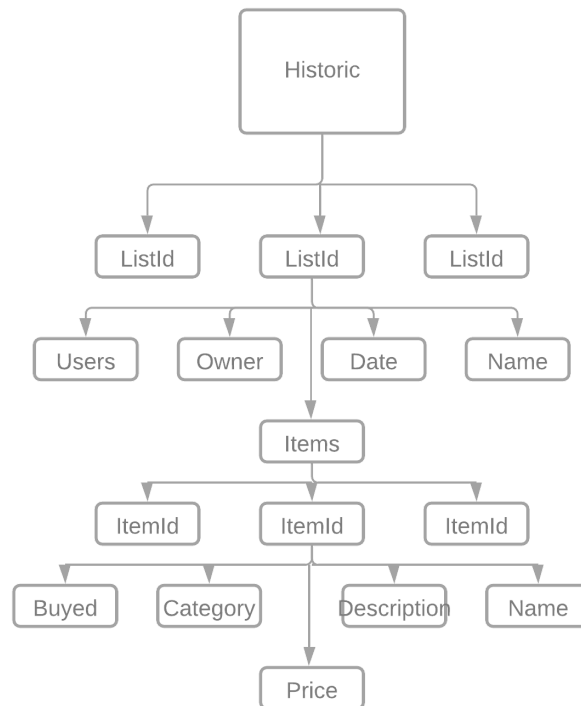 Historic
ListId
ListId
ListId
Users
Owner
Date
Name
Items
ItemId
ItemId
ItemId
Buyed
Category
Description
Name
Price